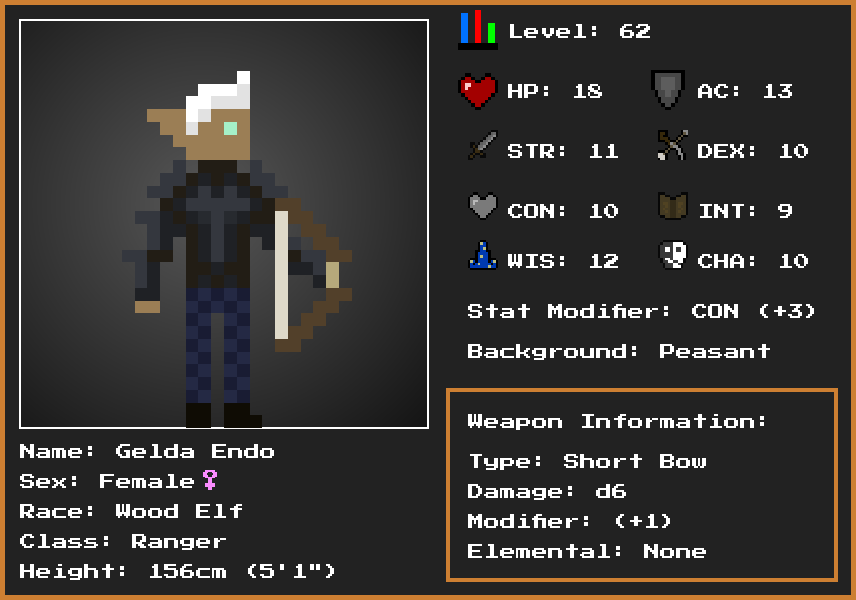 Level: 62
HP: 18
AC: 13
STR: 11
DEX: 10
CON: 10
INT: 9
WIS: 12
CHA: 10
Stat Modifier: CON (+3)
Background: Peasant
Weapon Information:
Type: Short Bow
Damage: d6
Modifier: (+1)
Elemental: None
Name: Gelda Endo
Sex: Female♀
Race: Wood Elf
Class: Ranger
Height: 156cm (5'1")